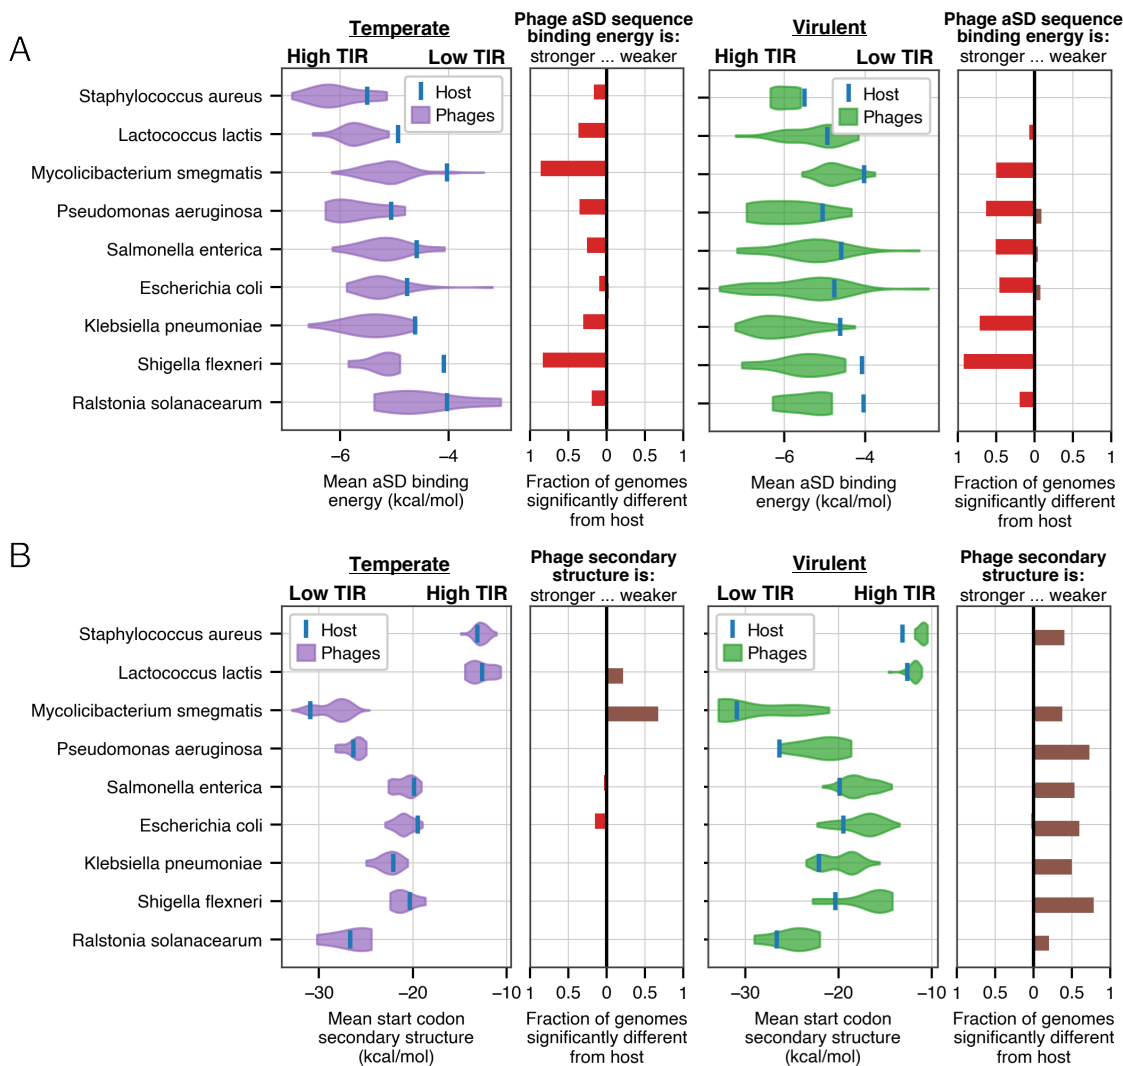 A
Temperate
High TIR Low TIR
Phage aSD sequence
binding energy is:
stronger ... weaker
Virulent
High TIR Low TIR
Phage aSD sequence
binding energy is:
stronger ... weaker
Host
Phages
Host
Phages
Staphylococcus aureus
Lactococcus lactis
Mycolicibacterium smegmatis
Pseudomonas aeruginosa
Salmonella enterica
Escherichia coli
Klebsiella pneumoniae
Shigella flexneri
Ralstonia solanacearum
−6 −4
Mean aSD binding
energy (kcal/mol)
1 0.5 0 0.5 1
Fraction of genomes
significantly different
from host
−6 −4
Mean aSD binding
energy (kcal/mol)
1 0.5 0 0.5 1
Fraction of genomes
significantly different
from host
B
Temperate
Low TIR High TIR
Phage secondary
structure is:
stronger ... weaker
Virulent
Low TIR High TIR
Phage secondary
structure is:
stronger ... weaker
Host
Phages
Host
Phages
Staphylococcus aureus
Lactococcus lactis
Mycolicibacterium smegmatis
Pseudomonas aeruginosa
Salmonella enterica
Escherichia coli
Klebsiella pneumoniae
Shigella flexneri
Ralstonia solanacearum
−30 −20 −10
Mean start codon
secondary structure
(kcal/mol)
1 0.5 0 0.5 1
Fraction of genomes
significantly different
from host
−30 −20 −10
Mean start codon
secondary structure
(kcal/mol)
1 0.5 0 0.5 1
Fraction of genomes
significantly different
from host